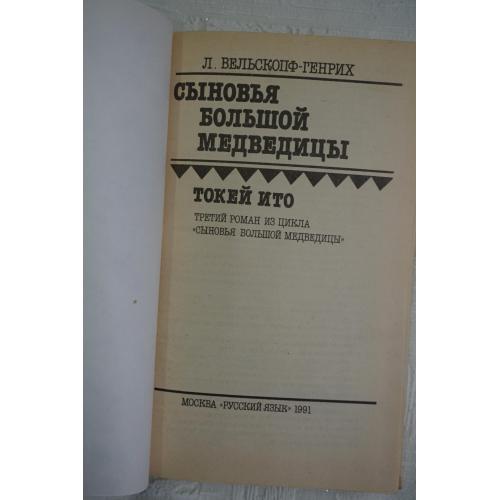 Л. ВЕЛЬСКОПФ-ГЕНРИХ
СЫНОВЬЯ
БОЛЬШОЙ
МЕДВЕДИЦЫ
ТОКЕЙ ИТО
ТРЕТИЙ РОМАН ИЗ ЦИКЛА
«СЫНОВЬЯ БОЛЬШОЙ МЕДВЕДИЦЫ»
МОСКВА «РУССКИЙ ЯЗЫК» 1991